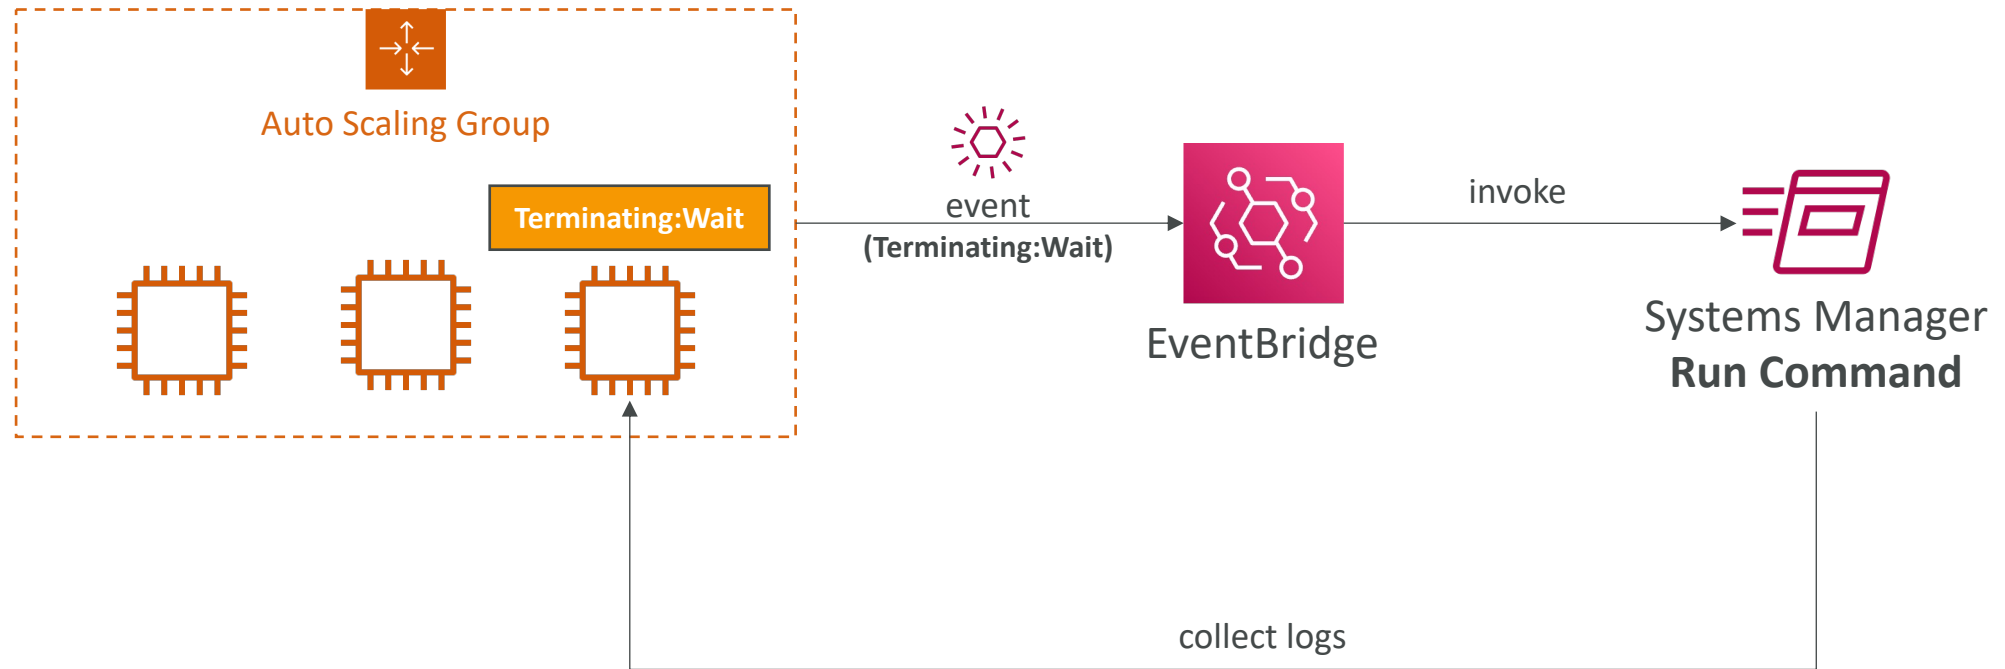 Auto Scaling Group
Terminating:Wait
event
(Terminating:Wait)
invoke
EventBridge
Systems Manager
Run Command
collect logs